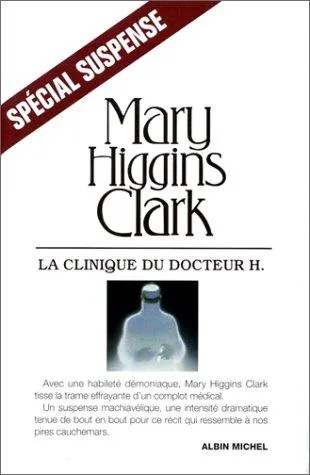 SPÉCIAL SUSPENSE
Mary
Higgins
Clark
LA CLINIQUE DU DOCTEUR H.
Avec une habileté démoniaque, Mary Higgins Clark
tisse la trame effrayante d'un complot médical.
Un suspense machiavélique, une intensité dramatique
tenue de bout en bout pour ce récit qui ressemble à nos
pires cauchemars.
ALBIN MICHEL